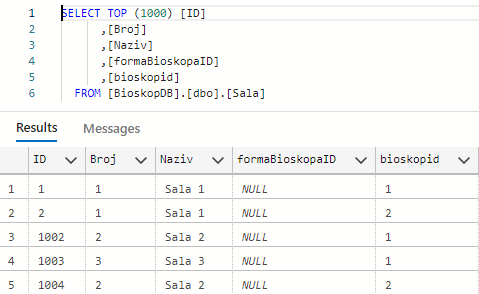 1 SELECT TOP (1000) [ID]
2 ,[Broj]
3 ,[Naziv]
4 ,[formaBioskopaID]
5 ,[bioskopid]
6 FROM [BioskopDB].[dbo].[Sala]
Results Messages
ID Broj Naziv formaBioskopaID bioskopid
1 1 1 Sala 1 NULL 1
2 2 1 Sala 1 NULL 2
3 1002 2 Sala 2 NULL 1
4 1003 3 Sala 3 NULL 1
5 1004 2 Sala 2 NULL 2